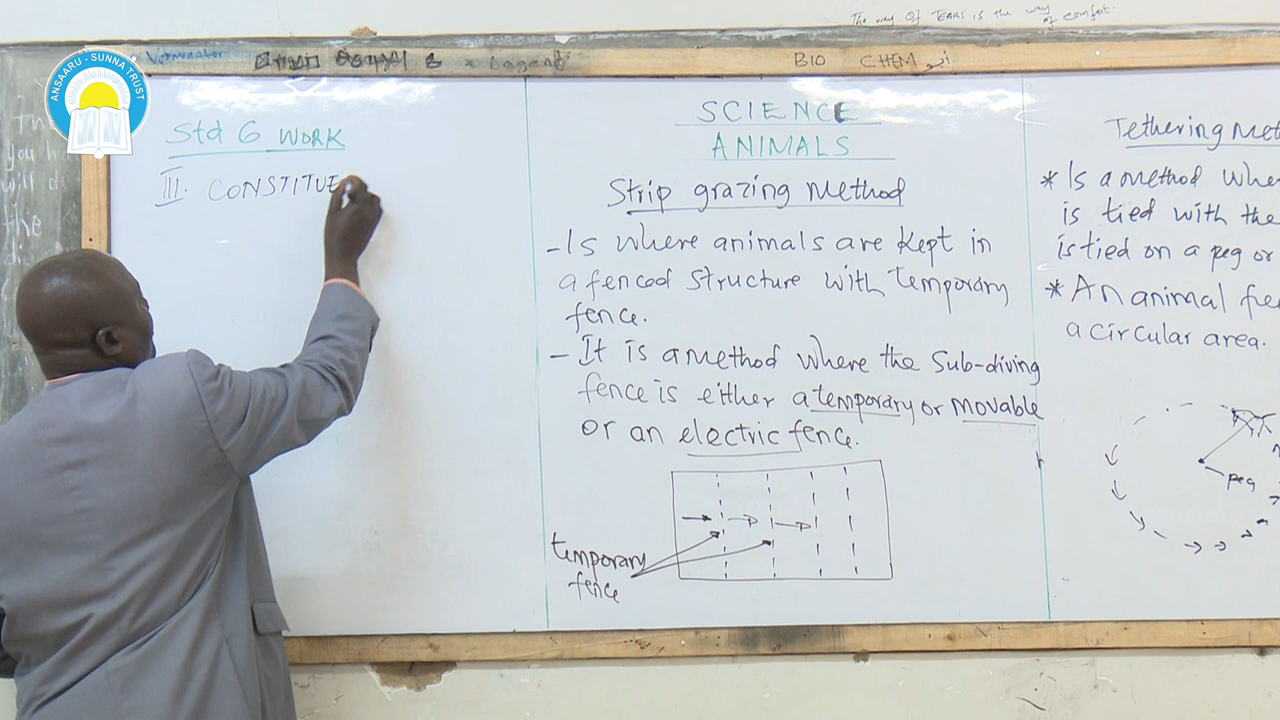 The way OF TEARS is the way
of comfort.
BIO CHEM أبو
ANSAARU - SUNNA TRUST
Std 6 WORK
III. CONSTITUE
SCIENCE
ANIMALS
Strip grazing Method
- Is where animals are kept in
a fenced structure with temporary
fence.
- It is a method where the Sub-diving
fence is either a temporary or movable
or an electric fence.
temporary
fence
Tethering Met
* Is a method whe
is tied with the
is tied on a peg or
* An animal fe
a circular area.
peg